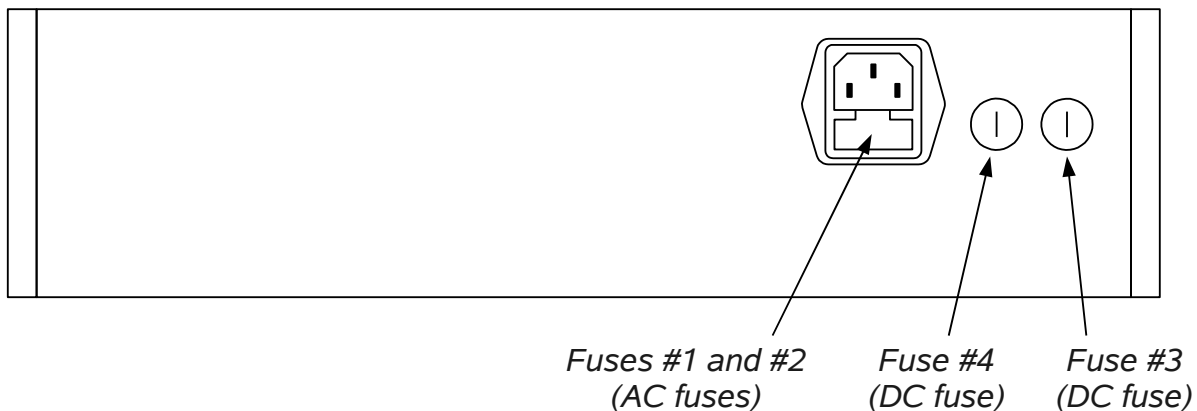 Fuses #1 and #2
(AC fuses)
Fuse #4
(DC fuse)
Fuse #3
(DC fuse)